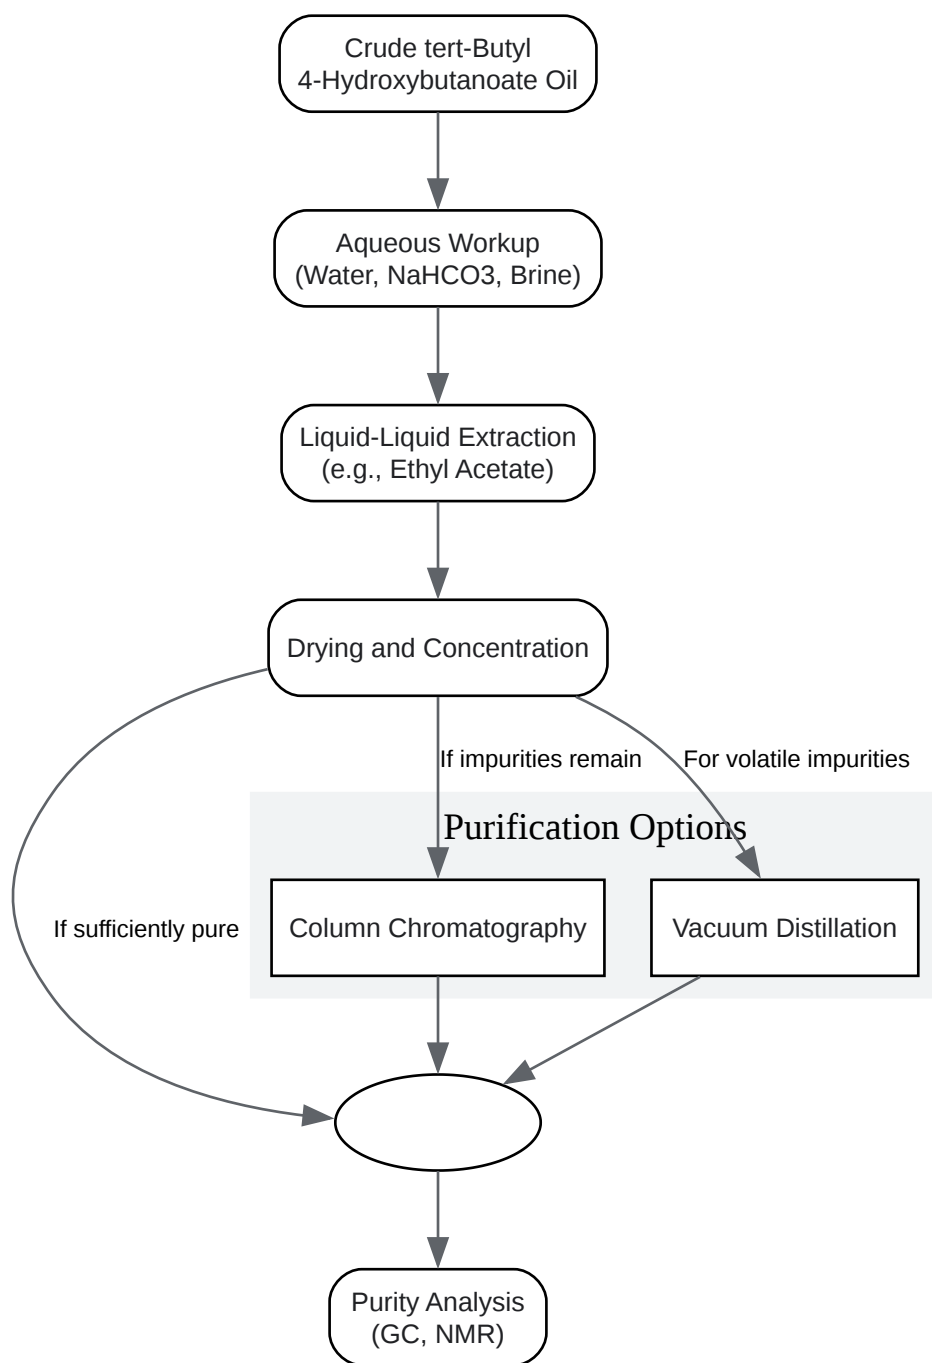 Crude tert-Butyl
4-Hydroxybutanoate Oil
Aqueous Workup
(Water, NaHCO3, Brine)
Liquid-Liquid Extraction
(e.g., Ethyl Acetate)
Drying and Concentration
If impurities remain
For volatile impurities
Purification Options
If sufficiently pure
Column Chromatography
Vacuum Distillation
Purity Analysis
(GC, NMR)